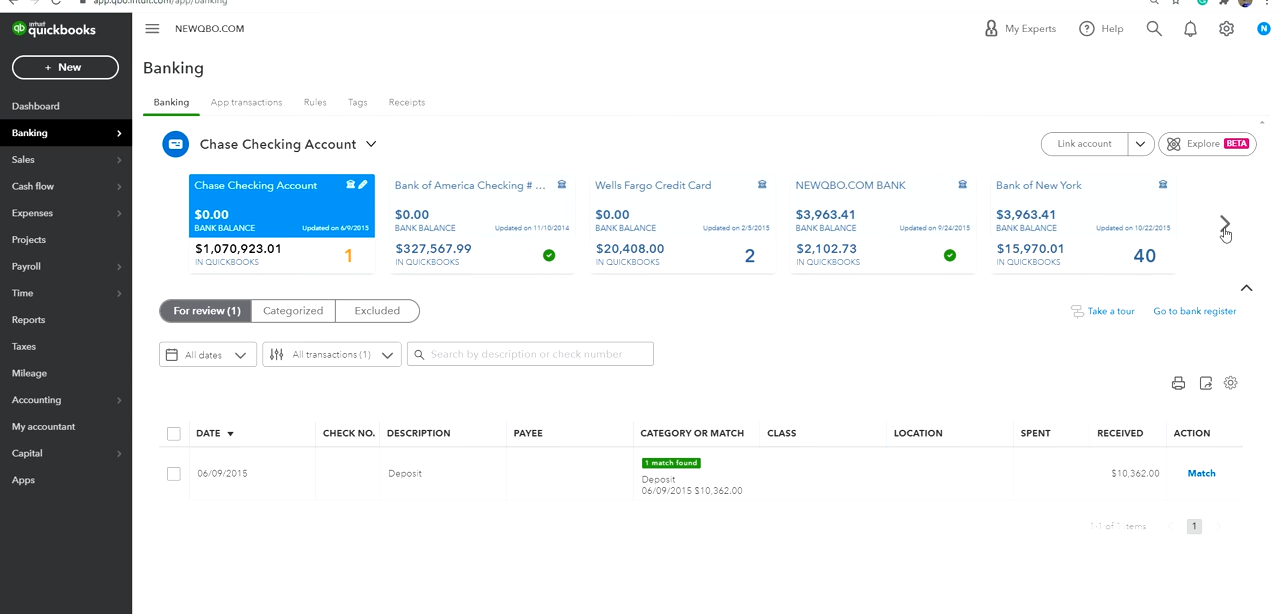 app.qbo.intuit.com/app/banking
intuit
quickbooks
NEWQBO.COM
My Experts
Help
N
+ New
Dashboard
Banking
Sales
Cash flow
Expenses
Projects
Payroll
Time
Reports
Taxes
Mileage
Accounting
My accountant
Capital
Apps
Banking
Banking App transactions Rules Tags Receipts
Chase Checking Account
Link account
Explore BETA
Chase Checking Account
$0.00
BANK BALANCE Updated on 6/9/2015
$1,070,923.01
IN QUICKBOOKS 1
Bank of America Checking # ...
$0.00
BANK BALANCE Updated on 11/10/2014
$327,567.99
IN QUICKBOOKS
Wells Fargo Credit Card
$0.00
BANK BALANCE Updated on 2/5/2015
$20,408.00
IN QUICKBOOKS 2
NEWQBO.COM BANK
$3,963.41
BANK BALANCE Updated on 9/24/2015
$2,102.73
IN QUICKBOOKS
Bank of New York
$3,963.41
BANK BALANCE Updated on 10/22/2015
$15,970.01
IN QUICKBOOKS 40
For review (1) Categorized Excluded
Take a tour Go to bank register
All dates All transactions (1) Search by description or check number
DATE CHECK NO. DESCRIPTION PAYEE CATEGORY OR MATCH CLASS LOCATION SPENT RECEIVED ACTION
1 match found
06/09/2015 Deposit Deposit $10,362.00 Match
06/09/2015 $10,362.00
1-1 of 1 items 1